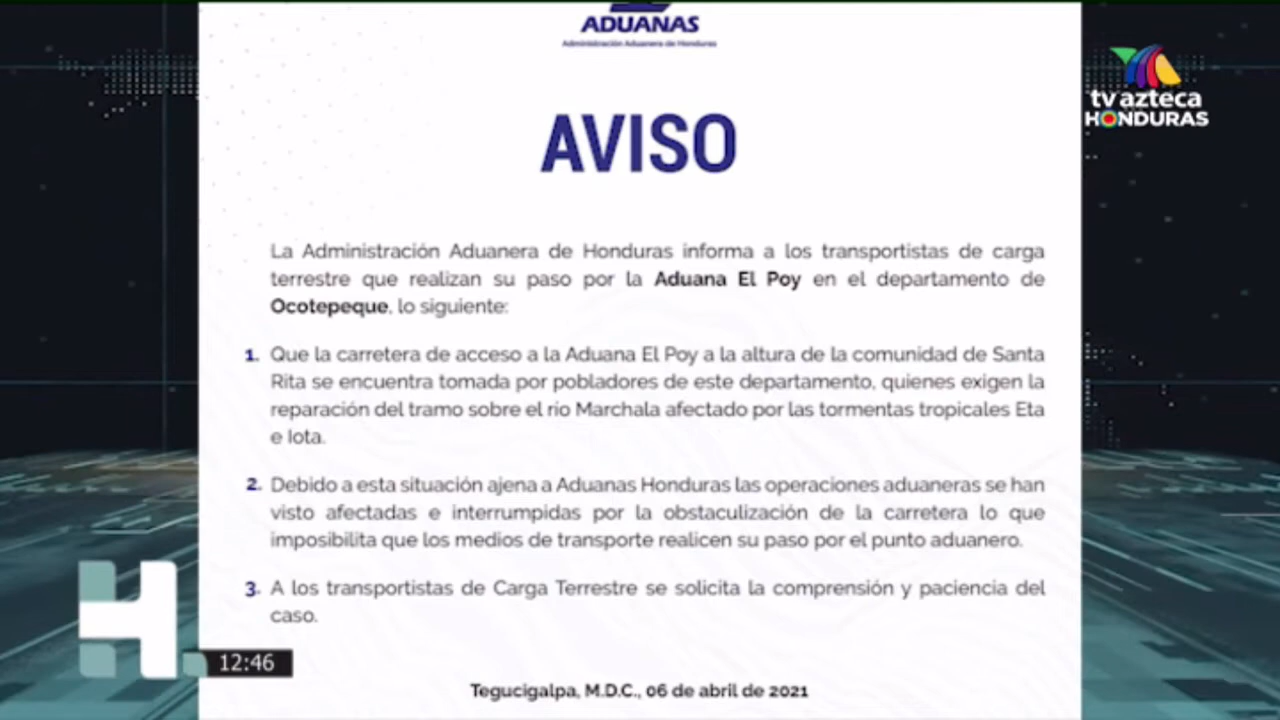 ADUANAS
Administración Aduanera de Honduras
tv azteca
HONDURAS
AVISO
La Administración Aduanera de Honduras informa a los transportistas de carga
terrestre que realizan su paso por la Aduana El Poy en el departamento de
Ocotepeque, lo siguiente:
1. Que la carretera de acceso a la Aduana El Poy a la altura de la comunidad de Santa
Rita se encuentra tomada por pobladores de este departamento, quienes exigen la
reparación del tramo sobre el río Marchala afectado por las tormentas tropicales Eta
e Iota.
2. Debido a esta situación ajena a Aduanas Honduras las operaciones aduaneras se han
visto afectadas e interrumpidas por la obstaculización de la carretera lo que
imposibilita que los medios de transporte realicen su paso por el punto aduanero.
3. A los transportistas de Carga Terrestre se solicita la comprensión y paciencia del
caso.
H.
12:46
Tegucigalpa, M.D.C., 06 de abril de 2021